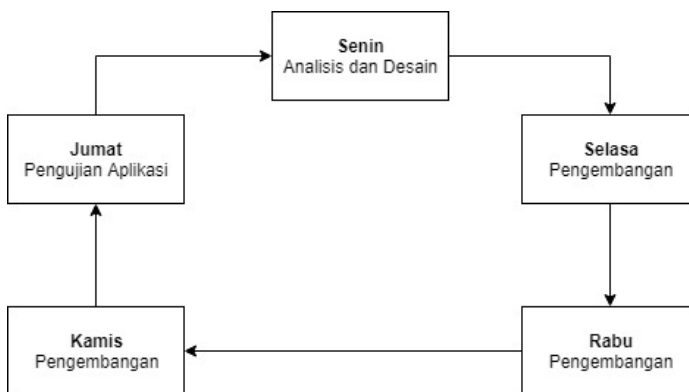 Senin
Analisis dan Desain
Jumat
Pengujian Aplikasi
Selasa
Pengembangan
Kamis
Pengembangan
Rabu
Pengembangan